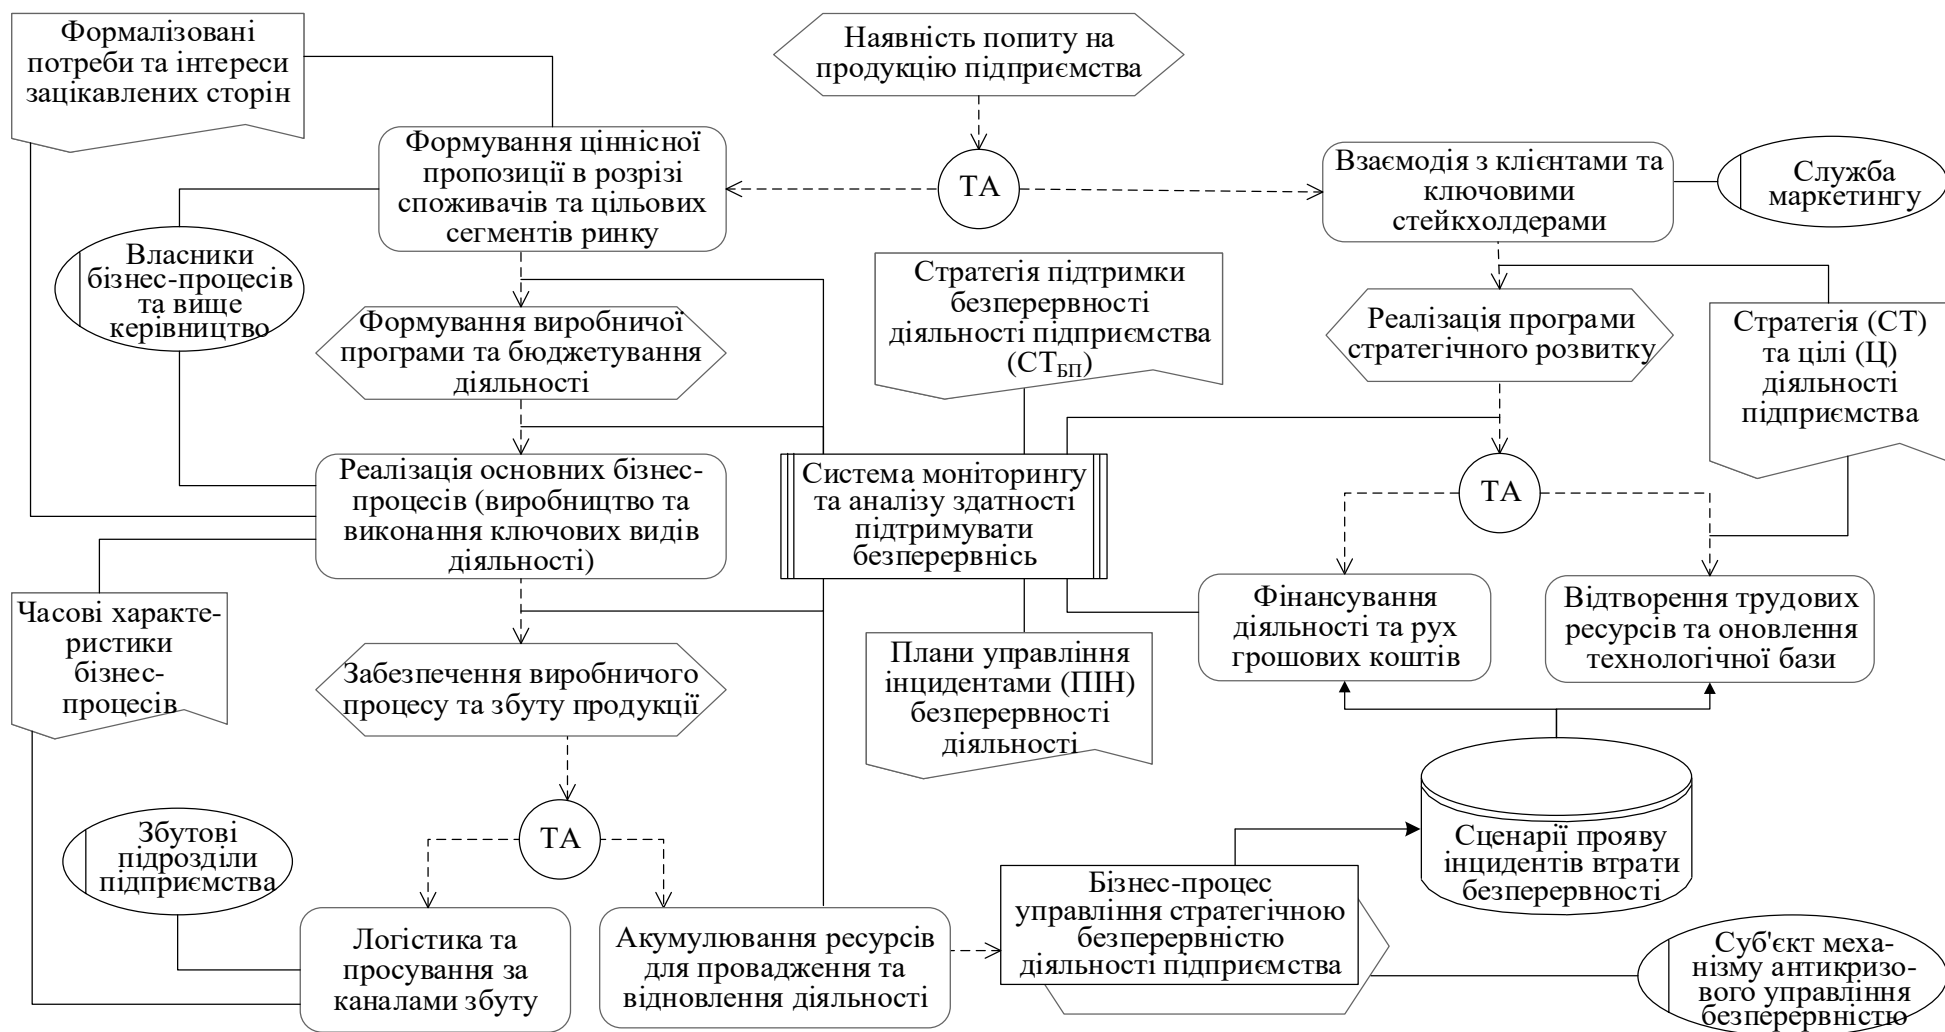 Формалізовані
потреби та інтереси
зацікавлених сторін
Наявність попиту на
продукцію підприємства
Формування ціннісної
пропозиції в розрізі
споживачів та цільових
сегментів ринку
ТА
Взаємодія з клієнтами та
ключовими
стейкхолдерами
Служба
маркетингу
Власники
бізнес-процесів
та вище
керівництво
Стратегія підтримки
безперервності
діяльності підприємства
(СТБП)
Формування виробничої
програми та бюджетування
діяльності
Реалізація програми
стратегічного розвитку
Стратегія (СТ)
та цілі (Ц)
діяльності
підприємства
Реалізація основних бізнес-
процесів (виробництво та
виконання ключових видів
діяльності)
Система моніторингу
та аналізу здатності
підтримувати
безперервнісь
ТА
Часові характе-
ристики
бізнес-
процесів
Забезпечення виробничого
процесу та збуту продукції
Плани управління
інцидентами (ПІН)
безперервності
діяльності
Фінансування
діяльності та рух
грошових коштів
Відтворення трудових
ресурсів та оновлення
технологічної бази
ТА
Збутові
підрозділи
підприємства
Сценарії прояву
інцидентів втрати
безперервності
Логістика та
просування за
каналами збуту
Акумулювання ресурсів
для провадження та
відновлення діяльності
Бізнес-процес
управління стратегічною
безперервністю
діяльності підприємства
Суб'єкт меха-
нізму антикризо-
вого управління
безперервністю